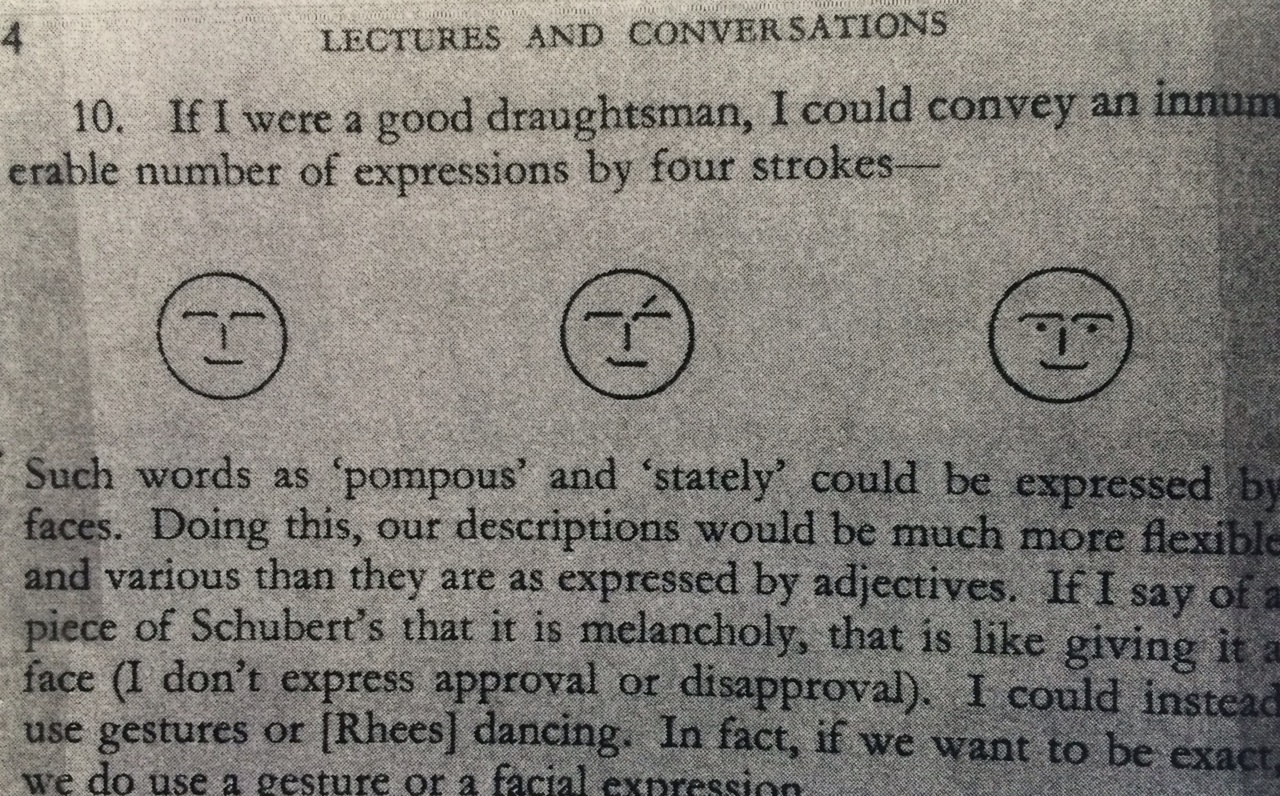 4 LECTURES AND CONVERSATIONS
10. If I were a good draughtsman, I could convey an innum
erable number of expressions by four strokes—
Such words as ‘pompous’ and ‘stately’ could be expressed by
faces. Doing this, our descriptions would be much more flexible
and various than they are as expressed by adjectives. If I say of a
piece of Schubert’s that it is melancholy, that is like giving it a
face (I don’t express approval or disapproval). I could instead
use gestures or [Rhees] dancing. In fact, if we want to be exact,
we do use a gesture or a facial expression